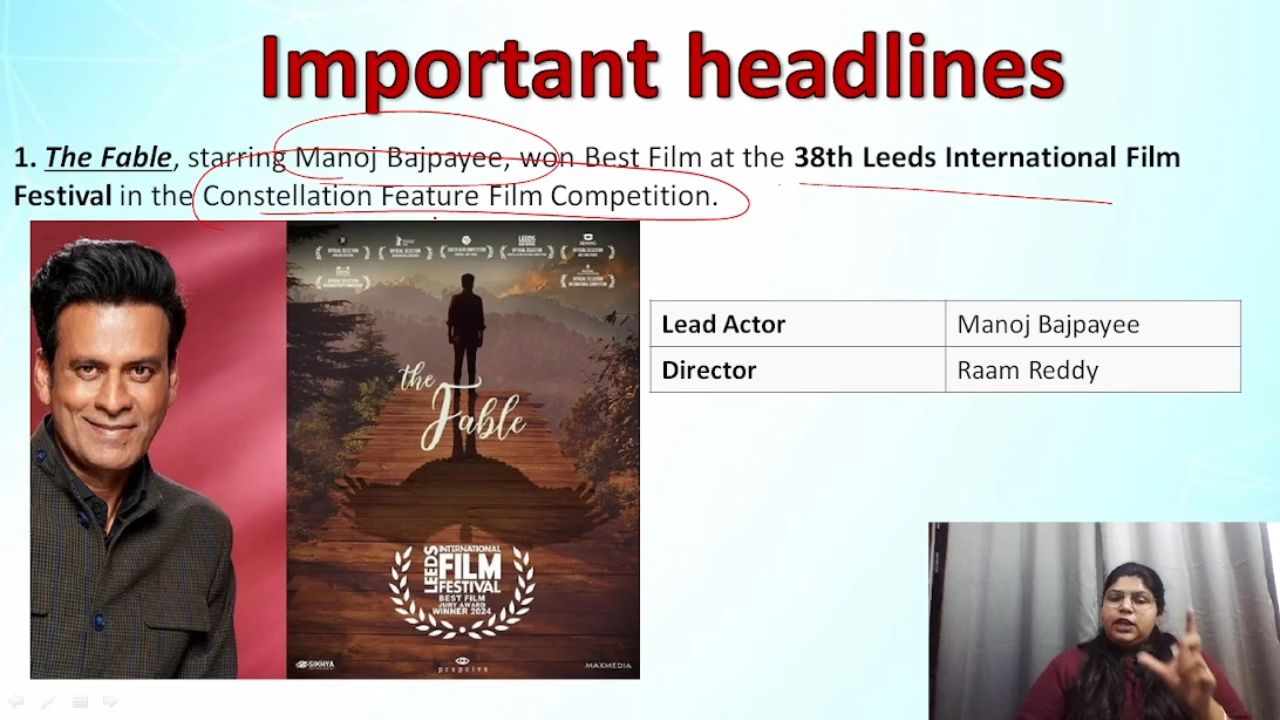 Important headlines
1. The Fable, starring Manoj Bajpayee, won Best Film at the 38th Leeds International Film
Festival in the Constellation Feature Film Competition.
Lead Actor Manoj Bajpayee
Director Raam Reddy
the
Fable
LEEDS INTERNATIONAL
FILM
FESTIVAL
BEST FILM
JURY AWARD
WINNER 2024
SIKHYA
prspctvs
MAXMEDIA